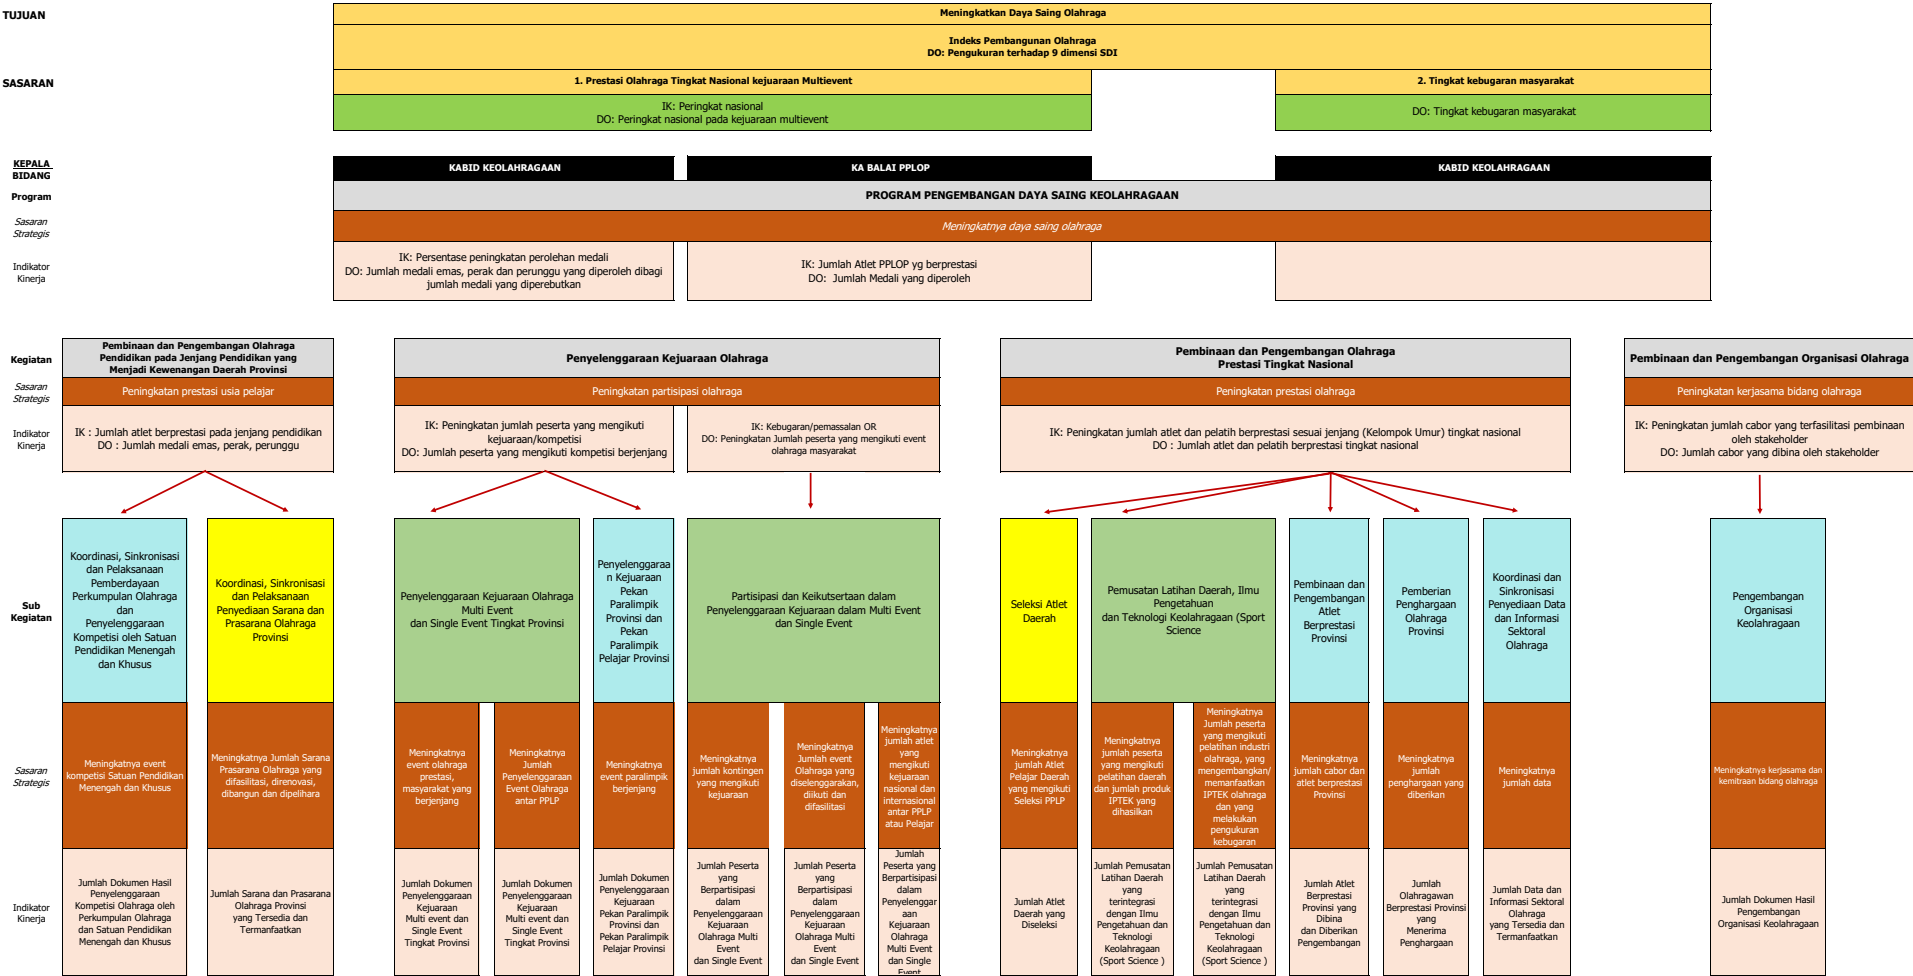 TUJUAN
Meningkatkan Daya Saing Olahraga
Indeks Pembangunan Olahraga
DO: Pengukuran terhadap 9 dimensi SDI
SASARAN
1. Prestasi Olahraga Tingkat Nasional kejuaraan Multievent
2. Tingkat kebugaran masyarakat
IK: Peringkat nasional
DO: Peringkat nasional pada kejuaraan multievent
DO: Tingkat kebugaran masyarakat
KEPALA
BIDANG
KABID KEOLAHRAGAAN
KA BALAI PPLOP
KABID KEOLAHRAGAAN
Program
PROGRAM PENGEMBANGAN DAYA SAING KEOLAHRAGAAN
Sasaran
Strategis
Meningkatnya daya saing olahraga
Indikator
Kinerja
IK: Persentase peningkatan perolehan medali
DO: Jumlah medali emas, perak dan perunggu yang diperoleh dibagi
jumlah medali yang diperebutkan
IK: Jumlah Atlet PPLOP yg berprestasi
DO:  Jumlah Medali yang diperoleh
Kegiatan
Pembinaan dan Pengembangan Olahraga
Pendidikan pada Jenjang Pendidikan yang
Menjadi Kewenangan Daerah Provinsi
Penyelenggaraan Kejuaraan Olahraga
Pembinaan dan Pengembangan Olahraga
Prestasi Tingkat Nasional
Pembinaan dan Pengembangan Organisasi Olahraga
Sasaran
Strategis
Peningkatan prestasi usia pelajar
Peningkatan partisipasi olahraga
Peningkatan prestasi olahraga
Peningkatan kerjasama bidang olahraga
Indikator
Kinerja
IK : Jumlah atlet berprestasi pada jenjang pendidikan
DO : Jumlah medali emas, perak, perunggu
IK: Peningkatan jumlah peserta yang mengikuti
kejuaraan/kompetisi
DO: Jumlah peserta yang mengikuti kompetisi berjenjang
IK: Kebugaran/pemassalan OR
DO: Peningkatan Jumlah peserta yang mengikuti event
olahraga masyarakat
IK: Peningkatan jumlah atlet dan pelatih berprestasi sesuai jenjang (Kelompok Umur) tingkat nasional
DO : Jumlah atlet dan pelatih berprestasi tingkat nasional
IK: Peningkatan jumlah cabor yang terfasilitasi pembinaan
oleh stakeholder
DO: Jumlah cabor yang dibina oleh stakeholder
Sub
Kegiatan
Koordinasi, Sinkronisasi
dan Pelaksanaan
Pemberdayaan
Perkumpulan Olahraga
dan
Penyelenggaraan
Kompetisi oleh Satuan
Pendidikan Menengah
dan Khusus
Koordinasi, Sinkronisasi
dan Pelaksanaan
Penyediaan Sarana dan
Prasarana Olahraga
Provinsi
Penyelenggaraan Kejuaraan Olahraga
Multi Event
dan Single Event Tingkat Provinsi
Penyelenggaraa
n Kejuaraan
Pekan
Paralimpik
Provinsi dan
Pekan
Paralimpik
Pelajar Provinsi
Partisipasi dan Keikutsertaan dalam
Penyelenggaraan Kejuaraan dalam Multi Event
dan Single Event
Seleksi Atlet
Daerah
Pemusatan Latihan Daerah, Ilmu
Pengetahuan
dan Teknologi Keolahragaan (Sport
Science
Pembinaan dan
Pengembangan
Atlet
Berprestasi
Provinsi
Pemberian
Penghargaan
Olahraga
Provinsi
Koordinasi dan
Sinkronisasi
Penyediaan Data
dan Informasi
Sektoral
Olahraga
Pengembangan
Organisasi
Keolahragaan
Sasaran
Strategis
Meningkatnya event
kompetisi Satuan Pendidikan
Menengah dan Khusus
Meningkatnya Jumlah Sarana
Prasarana Olahraga yang
difasilitasi, direnovasi,
dibangun dan dipelihara
Meningkatnya
event olahraga
prestasi,
masyarakat yang
berjenjang
Meningkatnya
Jumlah
Penyelenggaraan
Event Olahraga
antar PPLP
Meningkatnya
event paralimpik
berjenjang
Meningkatnya
jumlah kontingen
yang mengikuti
kejuaraan
Meningkatnya
Jumlah event
Olahraga yang
diselenggarakan,
diikuti dan
difasilitasi
Meningkatnya
jumlah atlet
yang
mengikuti
kejuaraan
nasional dan
internasional
antar PPLP
atau Pelajar
Meningkatnya
jumlah Atlet
Pelajar Daerah
yang mengikuti
Seleksi PPLP
Meningkatnya
jumlah peserta
yang mengikuti
pelatihan daerah
dan jumlah produk
IPTEK yang
dihasilkan
Meningkatnya
Jumlah peserta
yang mengikuti
pelatihan industri
olahraga, yang
mengembangkan/
memanfaatkan
IPTEK olahraga
dan yang
melakukan
pengukuran
kebugaran
Meningkatnya
jumlah cabor dan
atlet berprestasi
Provinsi
Meningkatnya
jumlah
penghargaan yang
diberikan
Meningkatnya
jumlah data
Meningkatnya kerjasama dan
kemitraan bidang olahraga
Indikator
Kinerja
Jumlah Dokumen Hasil
Penyelenggaraan
Kompetisi Olahraga oleh
Perkumpulan Olahraga
dan Satuan Pendidikan
Menengah dan Khusus
Jumlah Sarana dan Prasarana
Olahraga Provinsi
yang Tersedia dan
Termanfaatkan
Jumlah Dokumen
Penyelenggaraan
Kejuaraan
Multi event dan
Single Event
Tingkat Provinsi
Jumlah Dokumen
Penyelenggaraan
Kejuaraan
Multi event dan
Single Event
Tingkat Provinsi
Jumlah Dokumen
Penyelenggaraan
Kejuaraan
Pekan Paralimpik
Provinsi dan
Pekan Paralimpik
Pelajar Provinsi
Jumlah Peserta
yang
Berpartisipasi
dalam
Penyelenggaraan
Kejuaraan
Olahraga Multi
Event
dan Single Event
Jumlah Peserta
yang
Berpartisipasi
dalam
Penyelenggaraan
Kejuaraan
Olahraga Multi
Event
dan Single Event
Jumlah
Peserta yang
Berpartisipasi
dalam
Penyelenggar
aan
Kejuaraan
Olahraga
Multi Event
dan Single
Event
Jumlah Atlet
Daerah yang
Diseleksi
Jumlah Pemusatan
Latihan Daerah
yang
terintegrasi
dengan Ilmu
Pengetahuan dan
Teknologi
Keolahragaan
(Sport Science )
Jumlah Pemusatan
Latihan Daerah
yang
terintegrasi
dengan Ilmu
Pengetahuan dan
Teknologi
Keolahragaan
(Sport Science )
Jumlah Atlet
Berprestasi
Provinsi yang
Dibina
dan Diberikan
Pengembangan
Jumlah
Olahragawan
Berprestasi Provinsi
yang
Menerima
Penghargaan
Jumlah Data dan
Informasi Sektoral
Olahraga
yang Tersedia dan
Termanfaatkan
Jumlah Dokumen Hasil
Pengembangan
Organisasi Keolahragaan